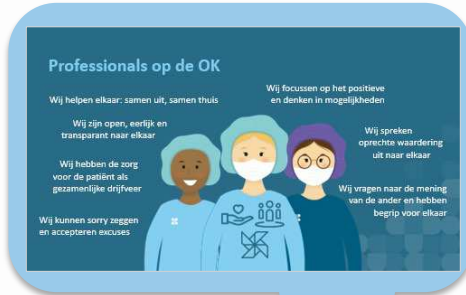 Professionals op de OK
Wij helpen elkaar: samen uit, samen thuis
Wij zijn open, eerlijk en
transparant naar elkaar
Wij hebben de zorg
voor de patiënt als
gezamenlijke drijfveer
Wij kunnen sorry zeggen
en accepteren excuses
Wij focussen op het positieve
en denken in mogelijkheden
Wij spreken
oprechte waardering
uit naar elkaar
Wij vragen naar de mening
van de ander en hebben
begrip voor elkaar